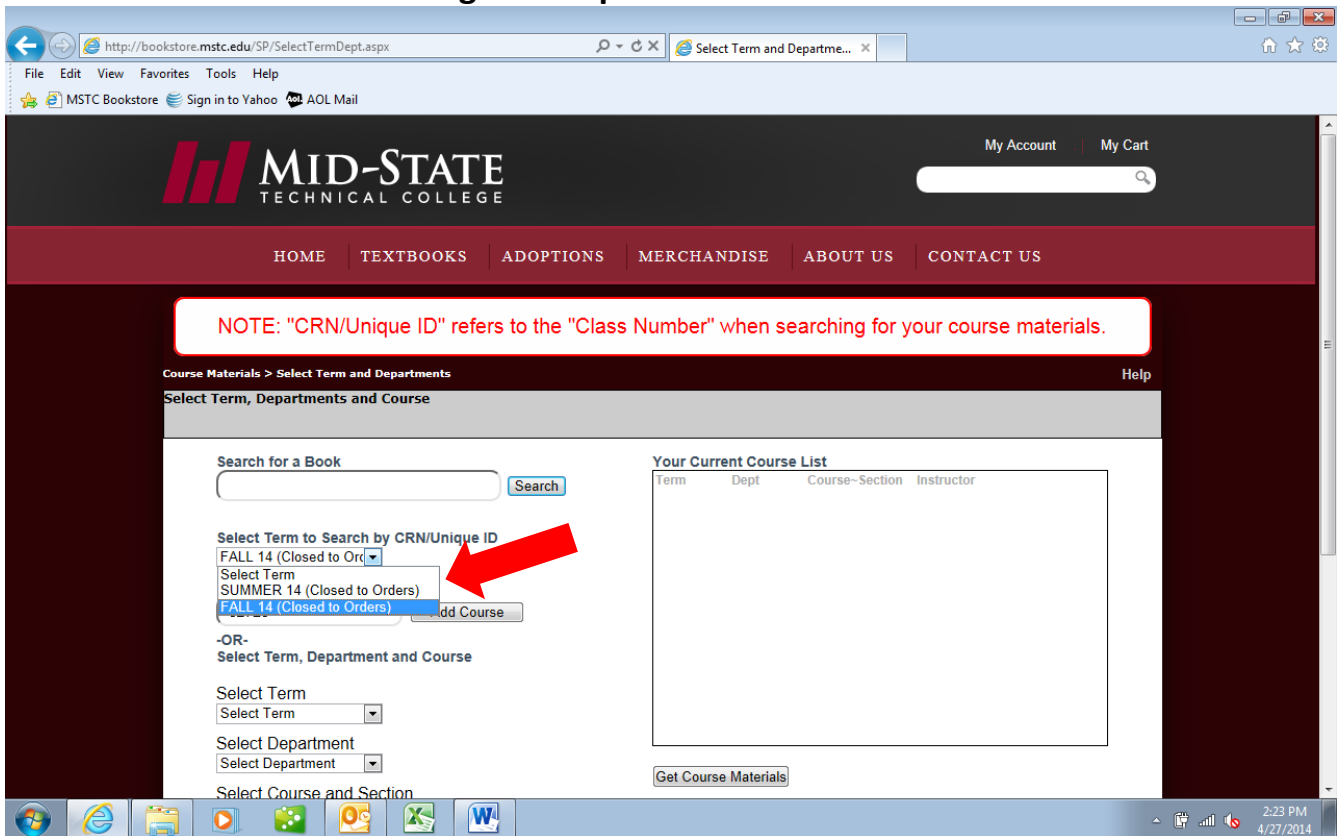 http://bookstore.mstc.edu/SP/SelectTermDept.aspx
Select Term and Departme...
File Edit View Favorites Tools Help
MSTC Bookstore Sign in to Yahoo AOL Mail
My Account My Cart
MID-STATE
TECHNICAL COLLEGE
HOME TEXTBOOKS ADOPTIONS MERCHANDISE ABOUT US CONTACT US
NOTE: "CRN/Unique ID" refers to the "Class Number" when searching for your course materials.
Course Materials > Select Term and Departments Help
Select Term, Departments and Course
Search for a Book
Search
Select Term to Search by CRN/Unique ID
FALL 14 (Closed to Orc
Select Term
SUMMER 14 (Closed to Orders)
FALL 14 (Closed to Orders)
dd Course
-OR-
Select Term, Department and Course
Select Term
Select Term
Select Department
Select Department
Select Course and Section
Your Current Course List
Term Dept Course~Section Instructor
Get Course Materials
2:23 PM
4/27/2014